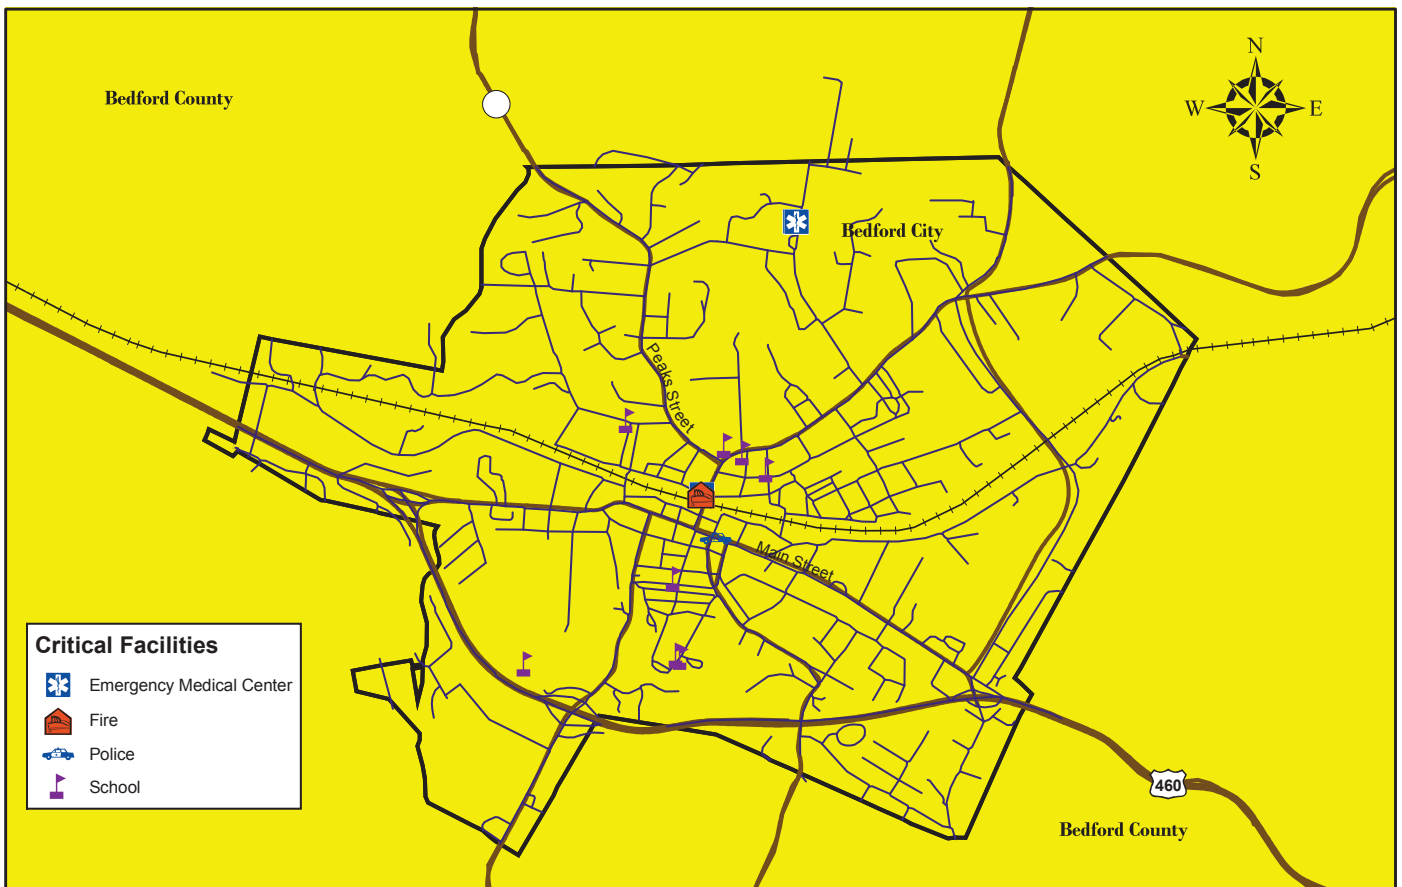 N
Bedford County
W E
S
Bedford City
Peaks Street
Main Street
Critical Facilities
Emergency Medical Center
Fire
Police
School
460
Bedford County